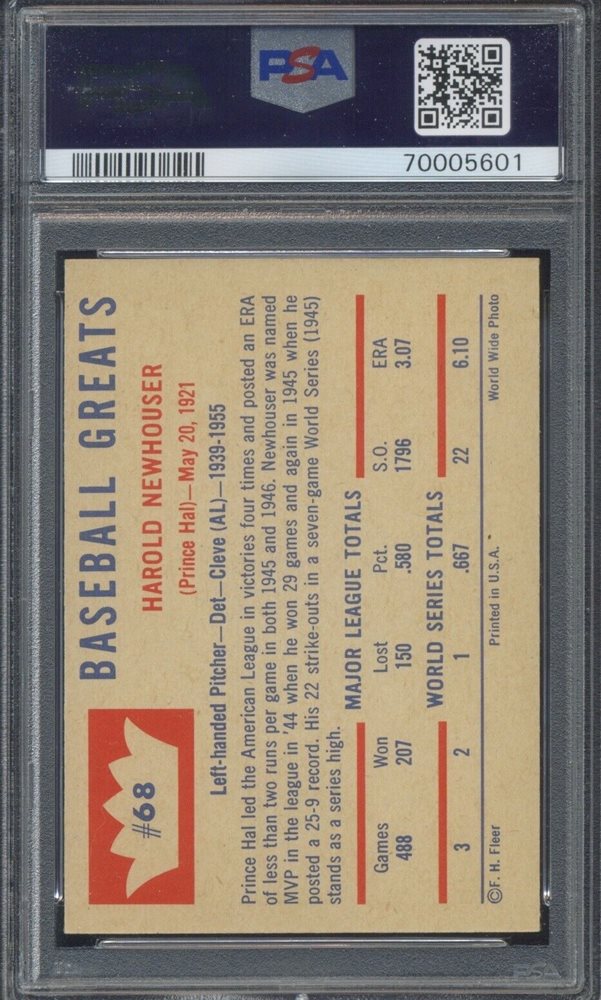 PSA
70005601
#68
BASEBALL GREATS
HAROLD NEWHOUSER
(Prince Hal)—May 20, 1921
Left-handed Pitcher—Det—Cleve (AL)—1939-1955
Prince Hal led the American League in victories four times and posted an ERA
of less than two runs per game in both 1945 and 1946. Newhouser was named
MVP in the league in '44 when he won 29 games and again in 1945 when he
posted a 25-9 record. His 22 strike-outs in a seven-game World Series (1945)
stands as a series high.
MAJOR LEAGUE TOTALS
Games Won Lost Pct. S.O. ERA
488 207 150 .580 1796 3.07
WORLD SERIES TOTALS
3 2 1 .667 22 6.10
©F. H. Fleer Printed in U.S.A. World Wide Photo
PSA